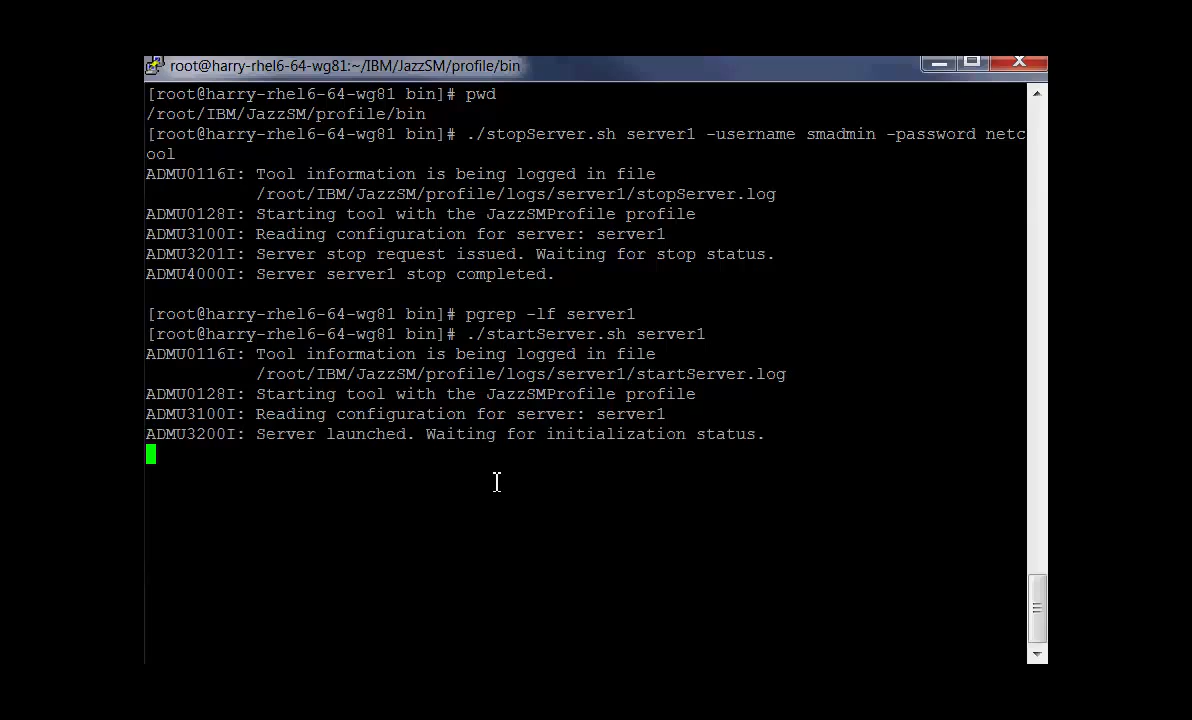 root@harry-rhel6-64-wg81:~/IBM/JazzSM/profile/bin
[root@harry-rhel6-64-wg81 bin]# pwd
/root/IBM/JazzSM/profile/bin
[root@harry-rhel6-64-wg81 bin]# ./stopServer.sh server1 -username smadmin -password netc
ool
ADMU0116I: Tool information is being logged in file
           /root/IBM/JazzSM/profile/logs/server1/stopServer.log
ADMU0128I: Starting tool with the JazzSMProfile profile
ADMU3100I: Reading configuration for server: server1
ADMU3201I: Server stop request issued. Waiting for stop status.
ADMU4000I: Server server1 stop completed.

[root@harry-rhel6-64-wg81 bin]# pgrep -lf server1
[root@harry-rhel6-64-wg81 bin]# ./startServer.sh server1
ADMU0116I: Tool information is being logged in file
           /root/IBM/JazzSM/profile/logs/server1/startServer.log
ADMU0128I: Starting tool with the JazzSMProfile profile
ADMU3100I: Reading configuration for server: server1
ADMU3200I: Server launched. Waiting for initialization status.